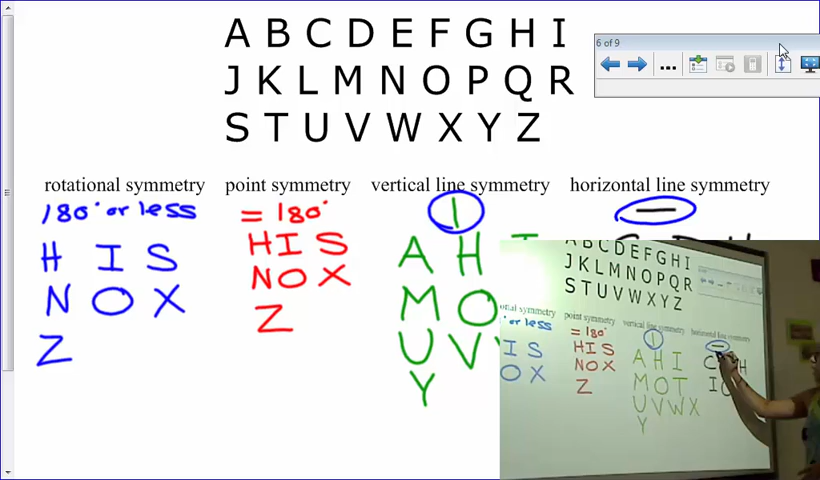 A B C D E F G H I
J K L M N O P Q R
S T U V W X Y Z
6 of 9
rotational symmetry
180° or less
H I S
N O X
Z
point symmetry
= 180°
H I S
N O X
Z
vertical line symmetry
|
A H
M O
U V
Y
horizontal line symmetry
—
A B C D E F G H I
J K L M N O P Q R
S T U V W X Y Z
symmetry
or less
I S
O X
point symmetry
= 180°
H I S
N O X
Z
vertical line symmetry
|
A H I
M O T
U V W X
Y
horizontal line symmetry
—
C H
I